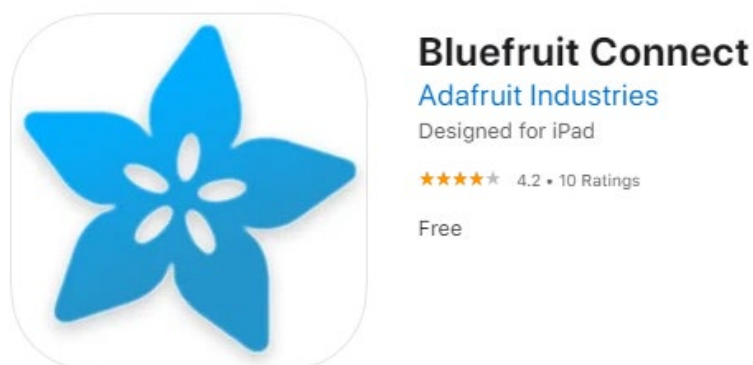 Bluefruit Connect
Adafruit Industries
Designed for iPad
★★★★★ 4.2 • 10 Ratings
Free